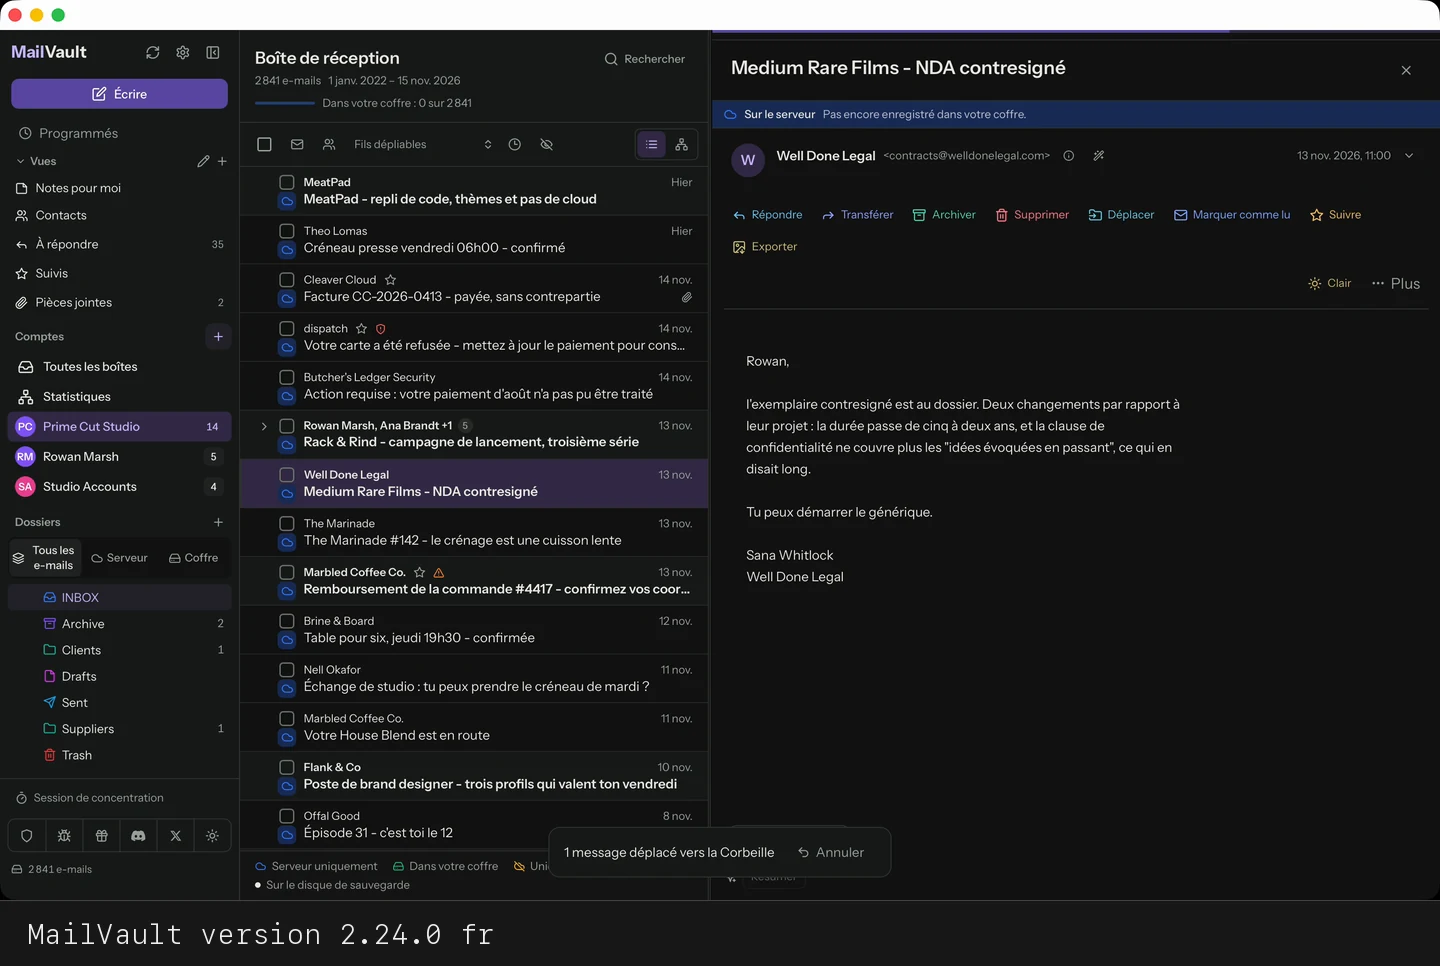 MailVault
Écrire
Programmés
Vues
Notes pour moi
Contacts
À répondre 35
Suivis
Pièces jointes 2
Comptes
Toutes les boîtes
Statistiques
PC Prime Cut Studio 14
RM Rowan Marsh 5
SA Studio Accounts 4
Dossiers
Tous les e-mails
Serveur
Coffre
INBOX
Archive 2
Clients 1
Drafts
Sent
Suppliers 1
Trash
Session de concentration
2 841 e-mails
Boîte de réception
Rechercher
2 841 e-mails 1 janv. 2022 – 15 nov. 2026
Dans votre coffre : 0 sur 2 841
Fils dépliables
MeatPad Hier
MeatPad - repli de code, thèmes et pas de cloud
Theo Lomas Hier
Créneau presse vendredi 06h00 - confirmé
Cleaver Cloud 14 nov.
Facture CC-2026-0413 - payée, sans contrepartie
dispatch 14 nov.
Votre carte a été refusée - mettez à jour le paiement pour cons...
Butcher's Ledger Security 14 nov.
Action requise : votre paiement d'août n'a pas pu être traité
Rowan Marsh, Ana Brandt +1 5 13 nov.
Rack & Rind - campagne de lancement, troisième série
Well Done Legal 13 nov.
Medium Rare Films - NDA contresigné
The Marinade 13 nov.
The Marinade #142 - le crénage est une cuisson lente
Marbled Coffee Co. 13 nov.
Remboursement de la commande #4417 - confirmez vos coor...
Brine & Board 12 nov.
Table pour six, jeudi 19h30 - confirmée
Nell Okafor 11 nov.
Échange de studio : tu peux prendre le créneau de mardi ?
Marbled Coffee Co. 11 nov.
Votre House Blend est en route
Flank & Co 10 nov.
Poste de brand designer - trois profils qui valent ton vendredi
Offal Good 8 nov.
Épisode 31 - c'est toi le 12
Serveur uniquement Dans votre coffre Uni
Sur le disque de sauvegarde
Medium Rare Films - NDA contresigné
Sur le serveur Pas encore enregistré dans votre coffre.
W Well Done Legal <contracts@welldonelegal.com> 13 nov. 2026, 11:00
Répondre Transférer Archiver Supprimer Déplacer Marquer comme lu Suivre
Exporter
Clair Plus
Rowan,
l'exemplaire contresigné est au dossier. Deux changements par rapport à
leur projet : la durée passe de cinq à deux ans, et la clause de
confidentialité ne couvre plus les "idées évoquées en passant", ce qui en
disait long.
Tu peux démarrer le générique.
Sana Whitlock
Well Done Legal
1 message déplacé vers la Corbeille Annuler
MailVault version 2.24.0 fr